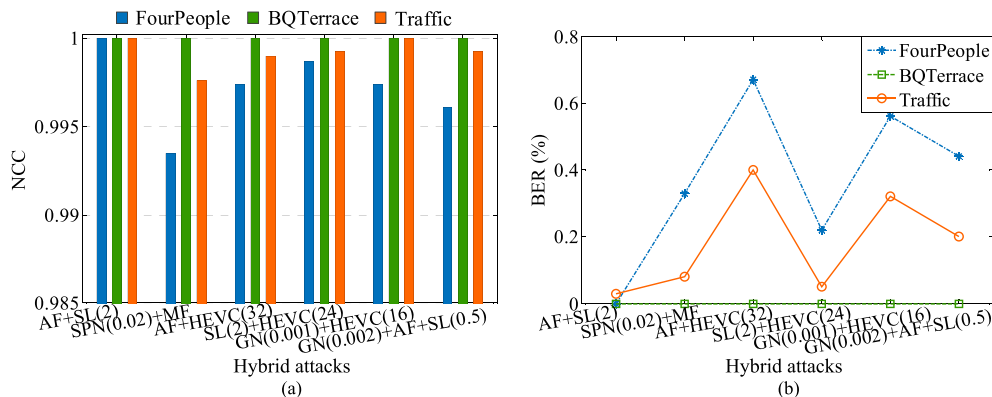 FourPeople BQTerrace Traffic
1
0.995
0.99
0.985
NCC
AF+SL(2)
SPN(0.02)+MF
AF+HEVC(32)
SL(2)+HEVC(24)
GN(0.001)+HEVC(16)
GN(0.002)+AF+SL(0.5)
Hybrid attacks
(a)
0.8
0.6
0.4
0.2
0
BER (%)
FourPeople
BQTerrace
Traffic
AF+SL(2)
SPN(0.02)+MF
AF+HEVC(32)
SL(2)+HEVC(24)
GN(0.001)+HEVC(16)
GN(0.002)+AF+SL(0.5)
Hybrid attacks
(b)